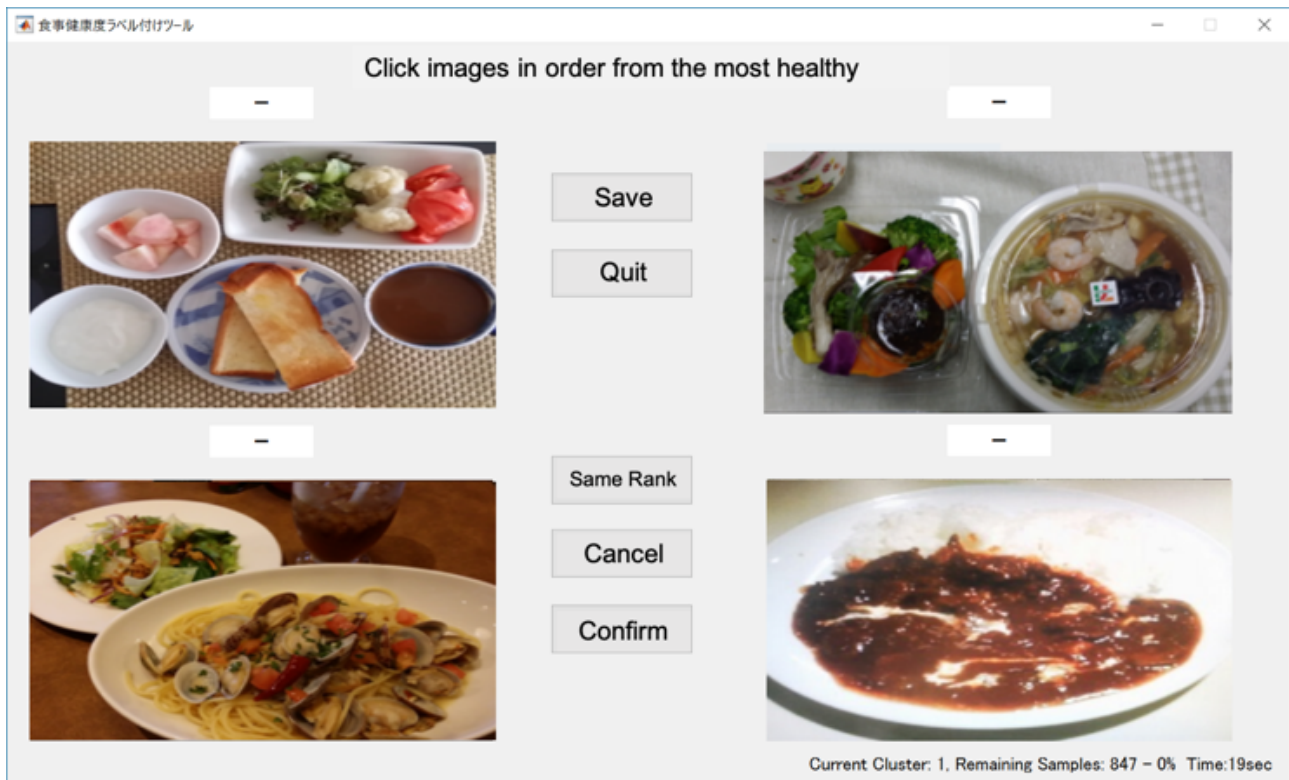 食事健康度ラベル付けツール
Click images in order from the most healthy
–
–
Save
Quit
–
–
Same Rank
Cancel
Confirm
Current Cluster: 1, Remaining Samples: 847 – 0% Time:19sec